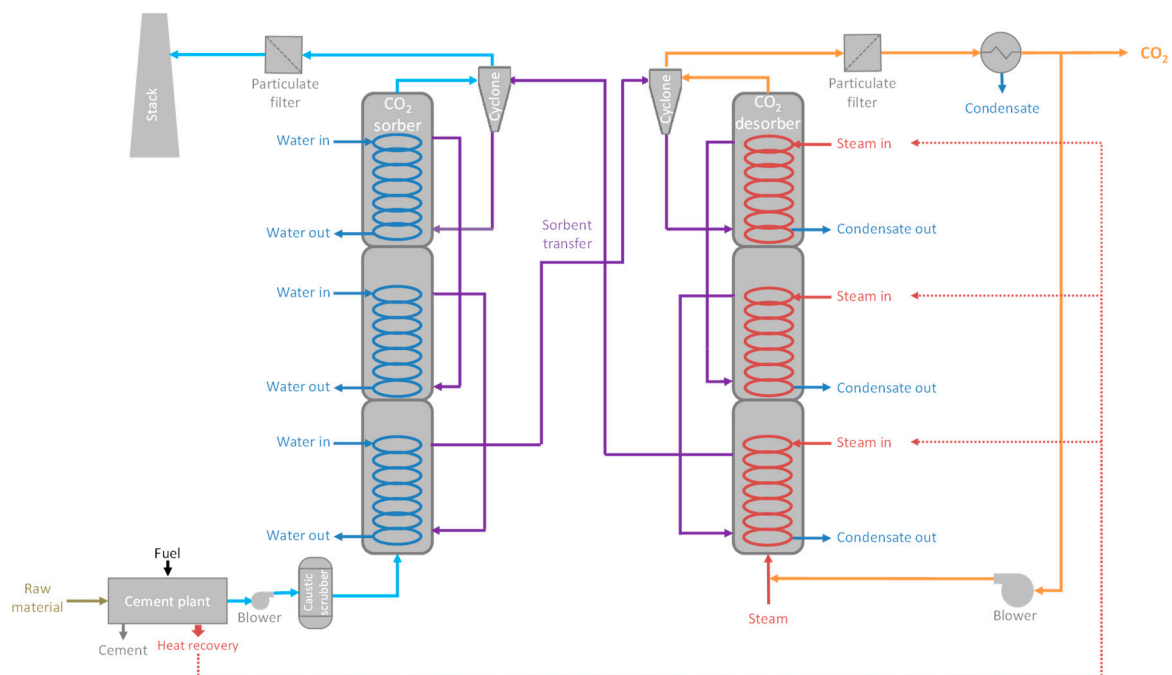 Stack
Particulate
filter
Cyclone
CO2
sorber
Water in
Water out
Water in
Water out
Water in
Water out
Sorbent
transfer
Cyclone
CO2
desorber
Particulate
filter
Condensate
CO2
Steam in
Condensate out
Steam in
Condensate out
Steam in
Condensate out
Fuel
Raw
material
Cement plant
Blower
Caustic
scrubber
Cement
Heat recovery
Steam
Blower